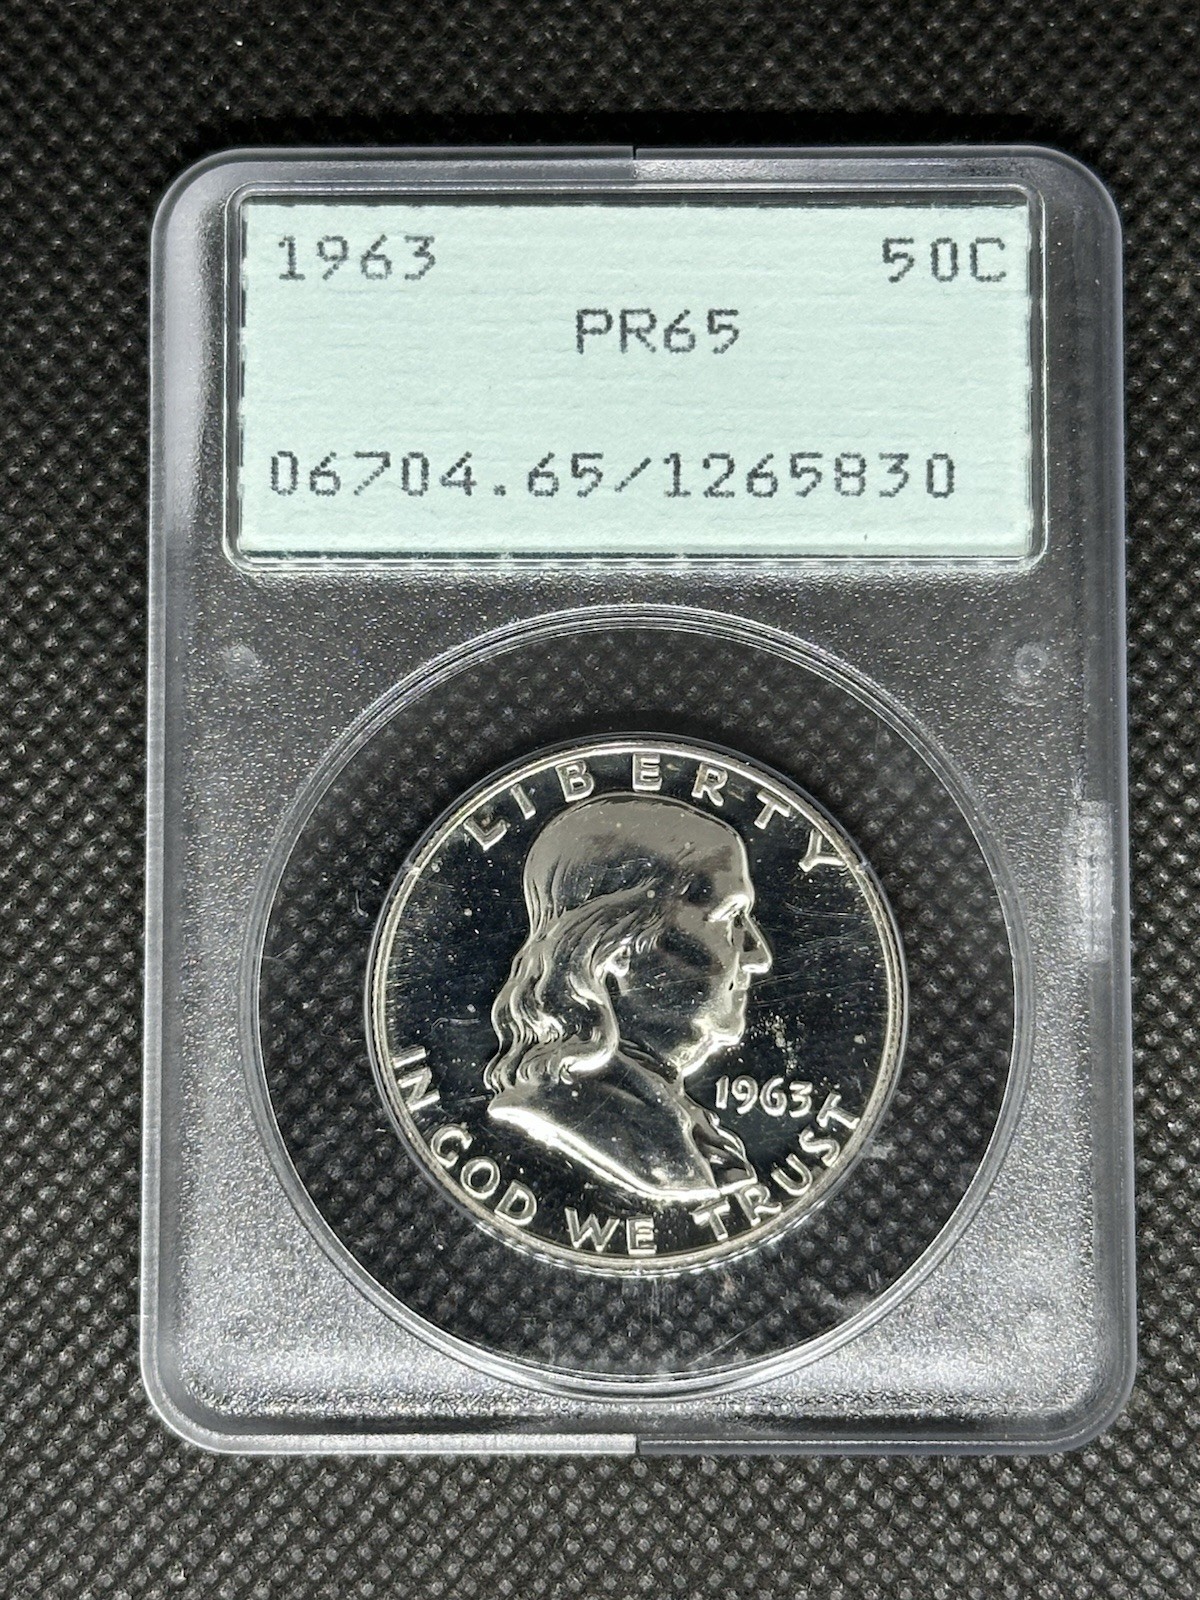 1963 50C
PR65
06704.65/1265830
LIBERTY
1963
IN GOD WE TRUST